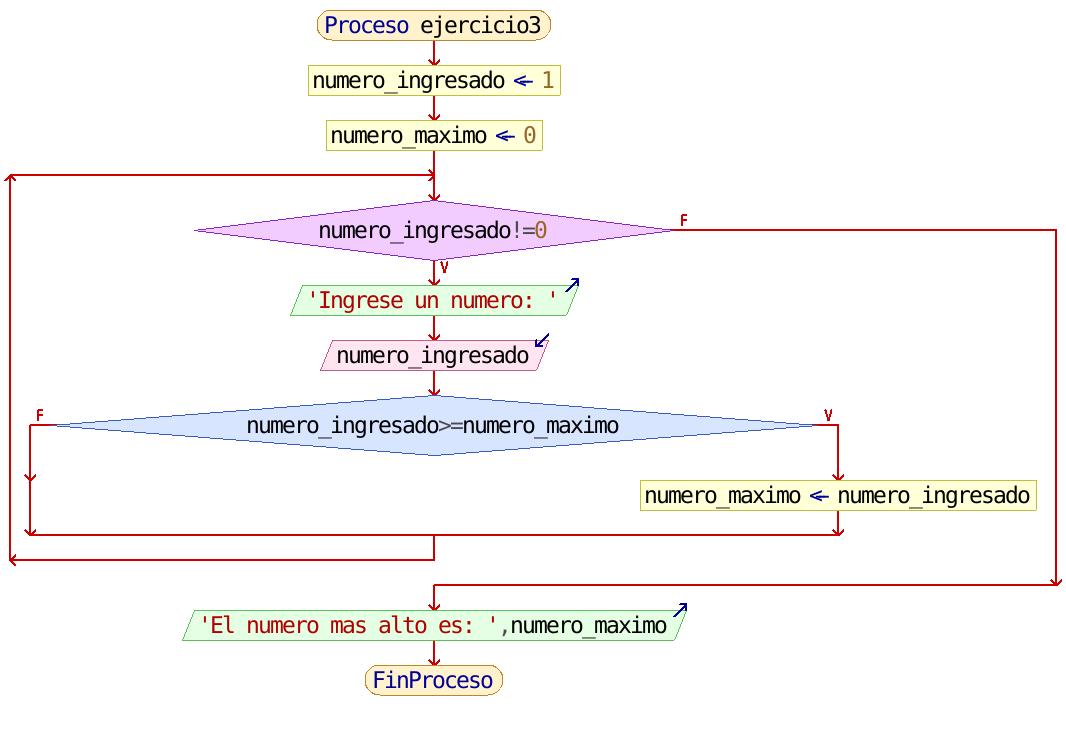 Proceso ejercicio3
numero_ingresado <- 1
numero_maximo <- 0
numero_ingresado!=0
F
V
'Ingrese un numero: '
numero_ingresado
F
numero_ingresado>=numero_maximo
V
numero_maximo <- numero_ingresado
'El numero mas alto es: ',numero_maximo
FinProceso